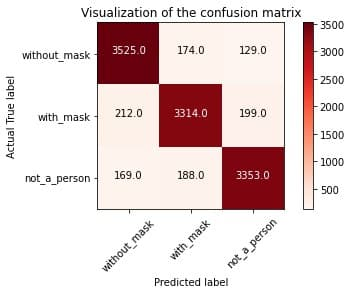 Visualization of the confusion matrix
Actual True label
without_mask 3525.0 174.0 129.0
with_mask 212.0 3314.0 199.0
not_a_person 169.0 188.0 3353.0
without_mask with_mask not_a_person
Predicted label
3500
3000
2500
2000
1500
1000
500